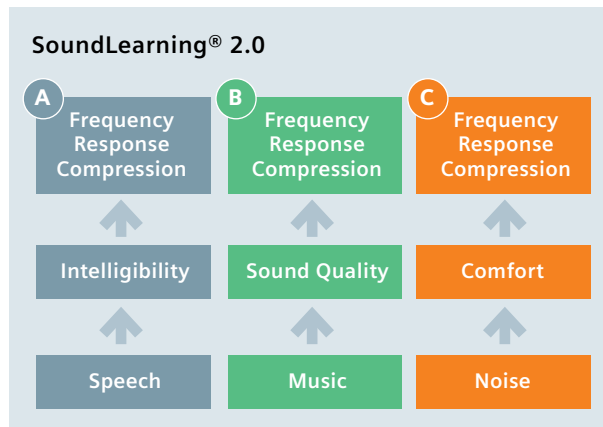 SoundLearning® 2.0
A
Frequency
Response
Compression
B
Frequency
Response
Compression
C
Frequency
Response
Compression
Intelligibility
Sound Quality
Comfort
Speech
Music
Noise